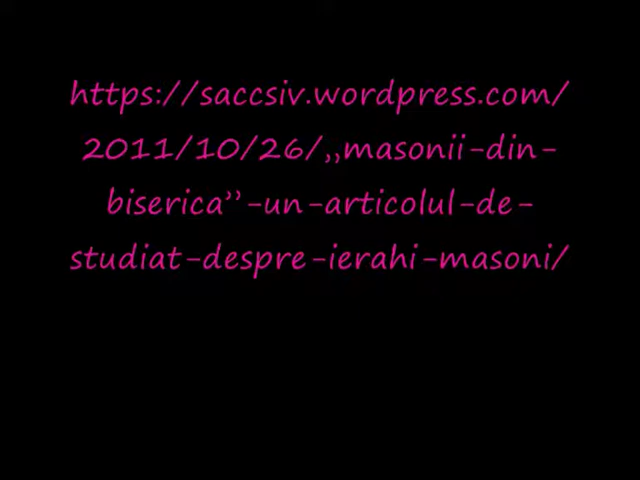 https://saccsiv.wordpress.com/
2011/10/26/„masonii-din-
biserica”-un-articolul-de-
studiat-despre-ierahi-masoni/